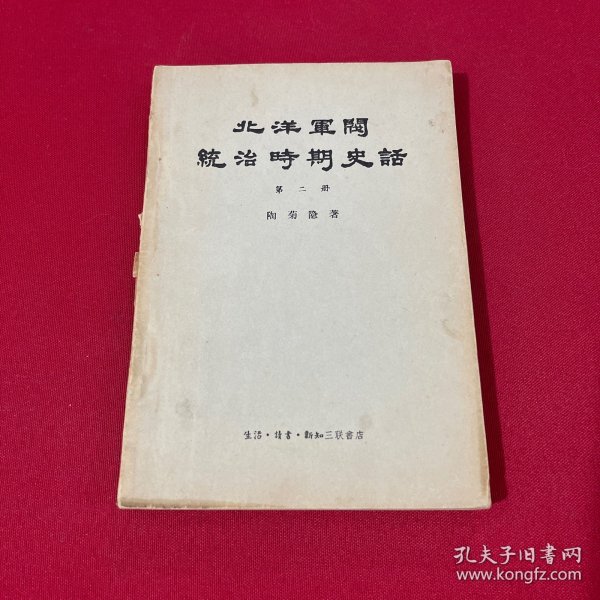 北洋軍閥
統治時期史話
第二册
陶菊隐著
生活·讀書·新知三联書店
孔夫子旧书网
www.kongfz.com